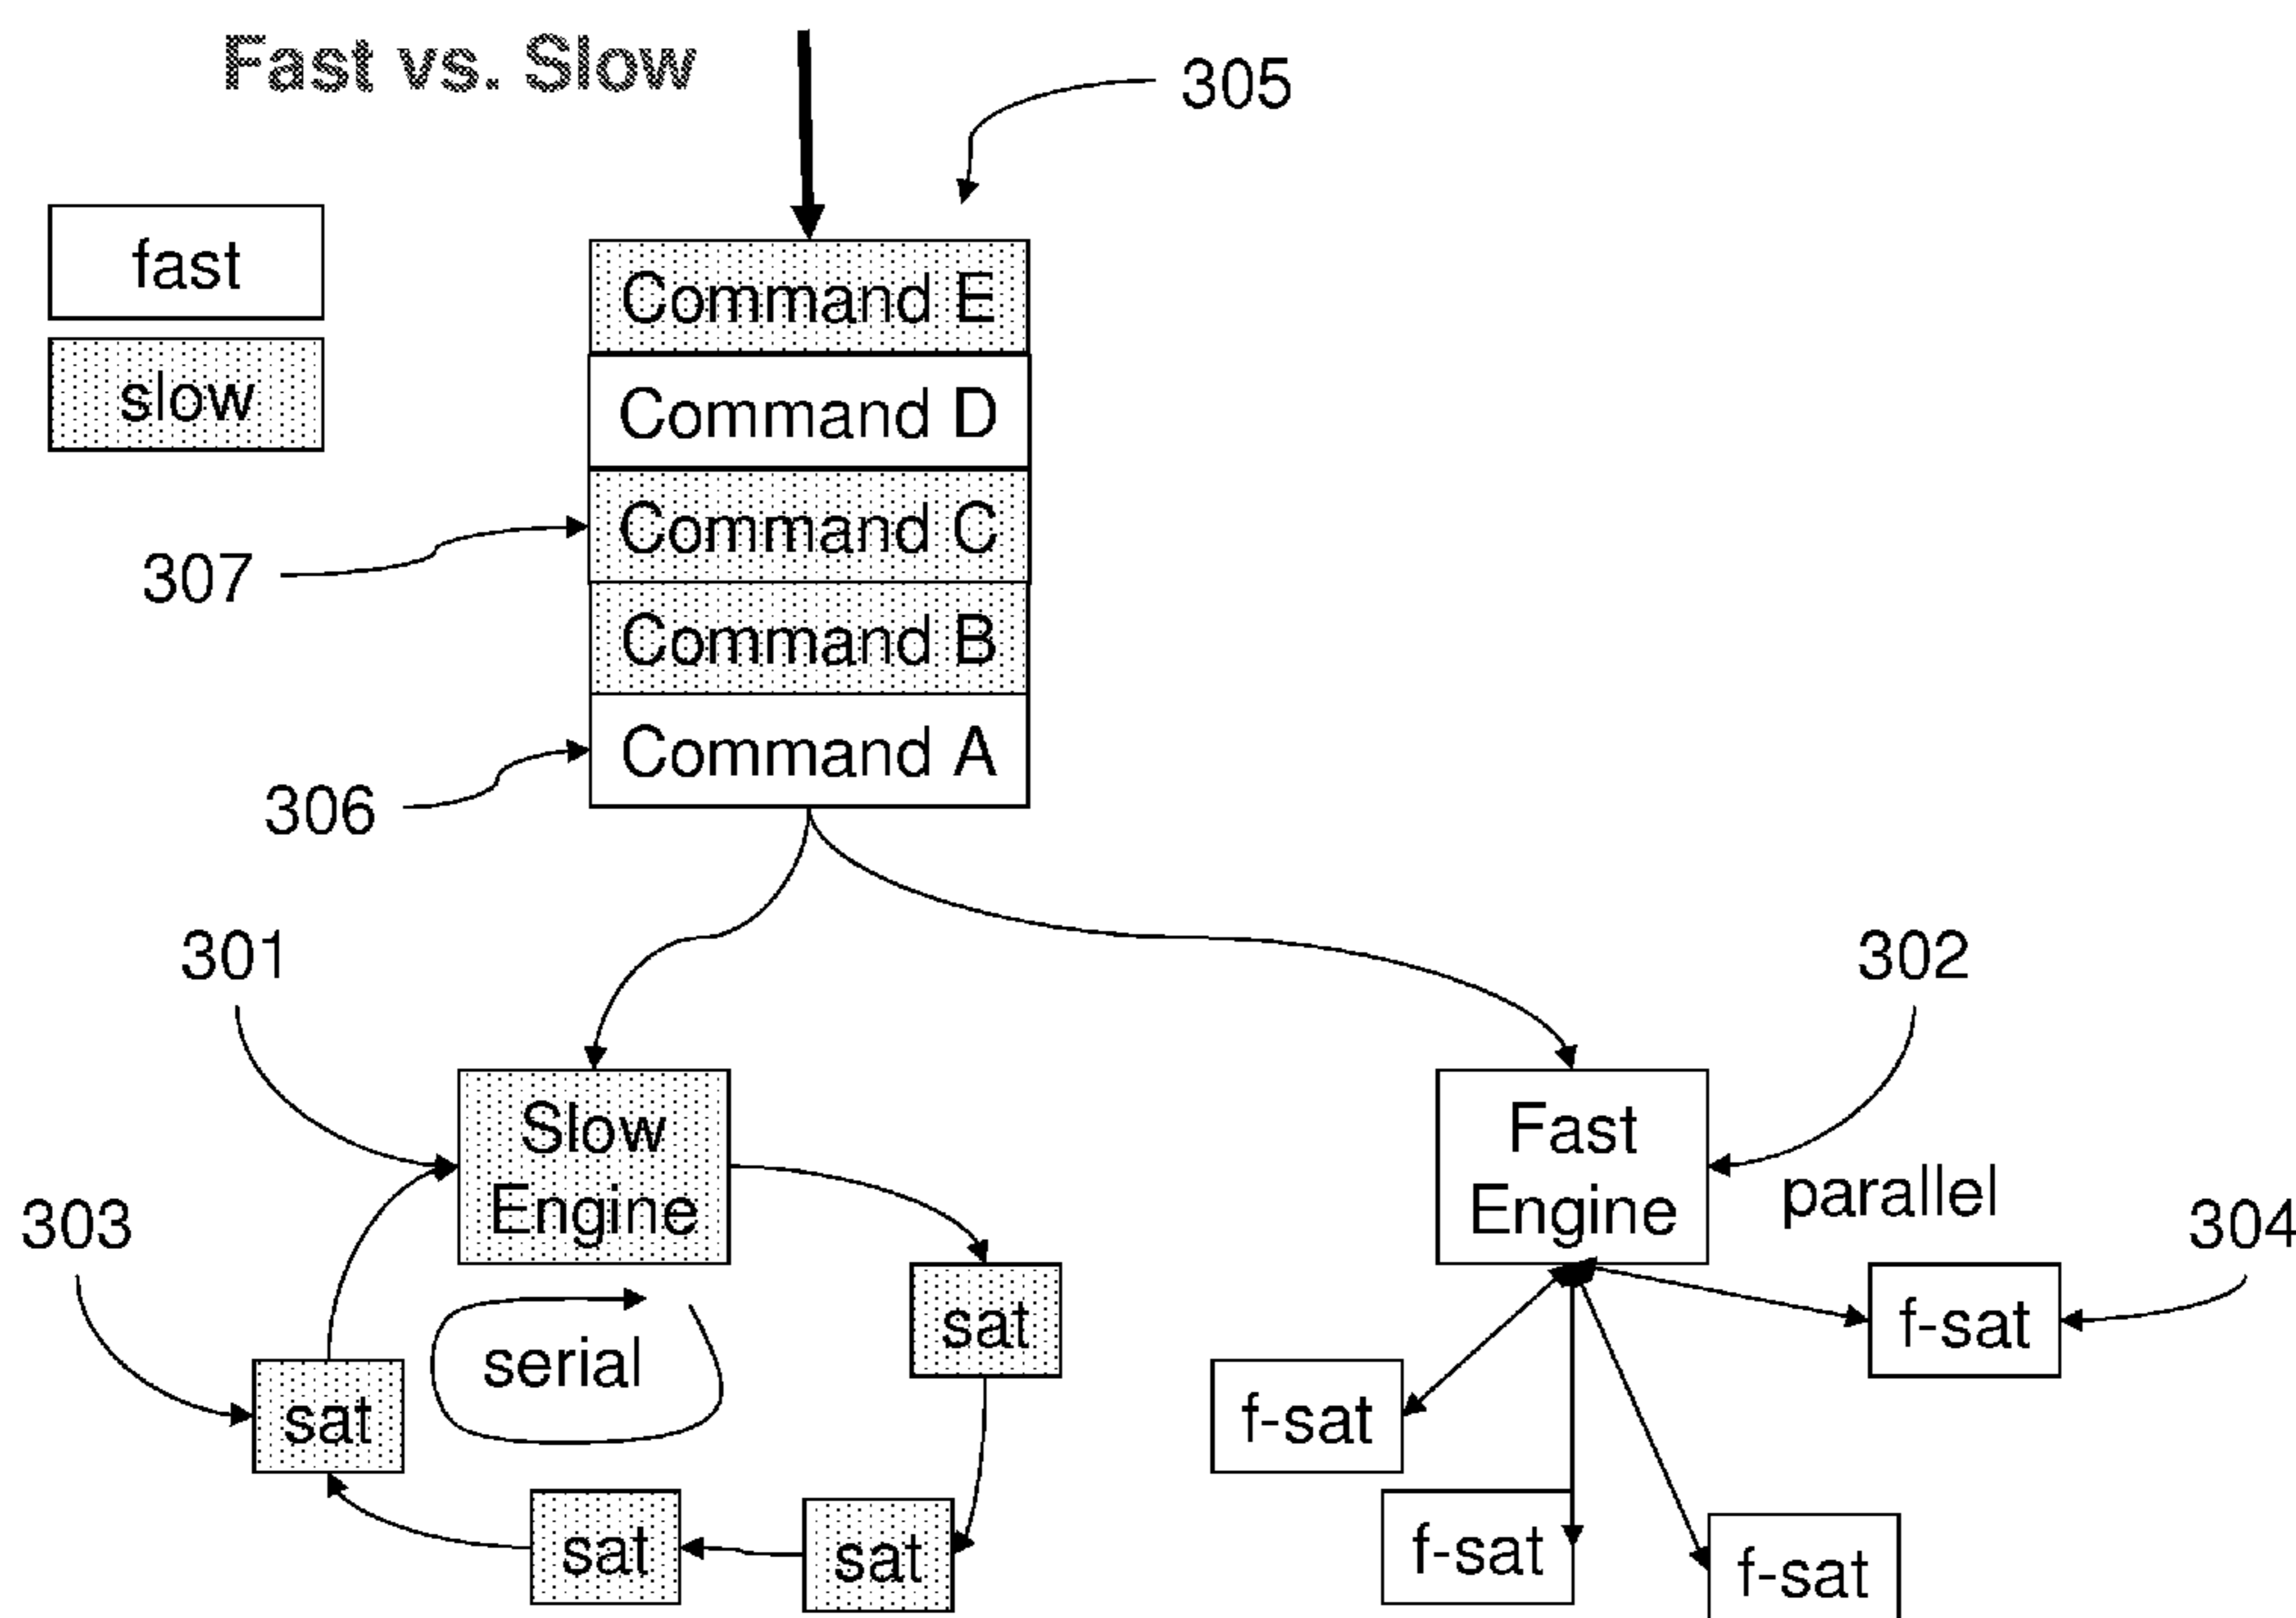 Fast vs. Slow
305
fast
slow
Command E
Command D
Command C
307
Command B
Command A
306
301
302
Slow
Engine
Fast
Engine
parallel
303
304
sat
f-sat
serial
sat
f-sat
sat
sat
f-sat
f-sat